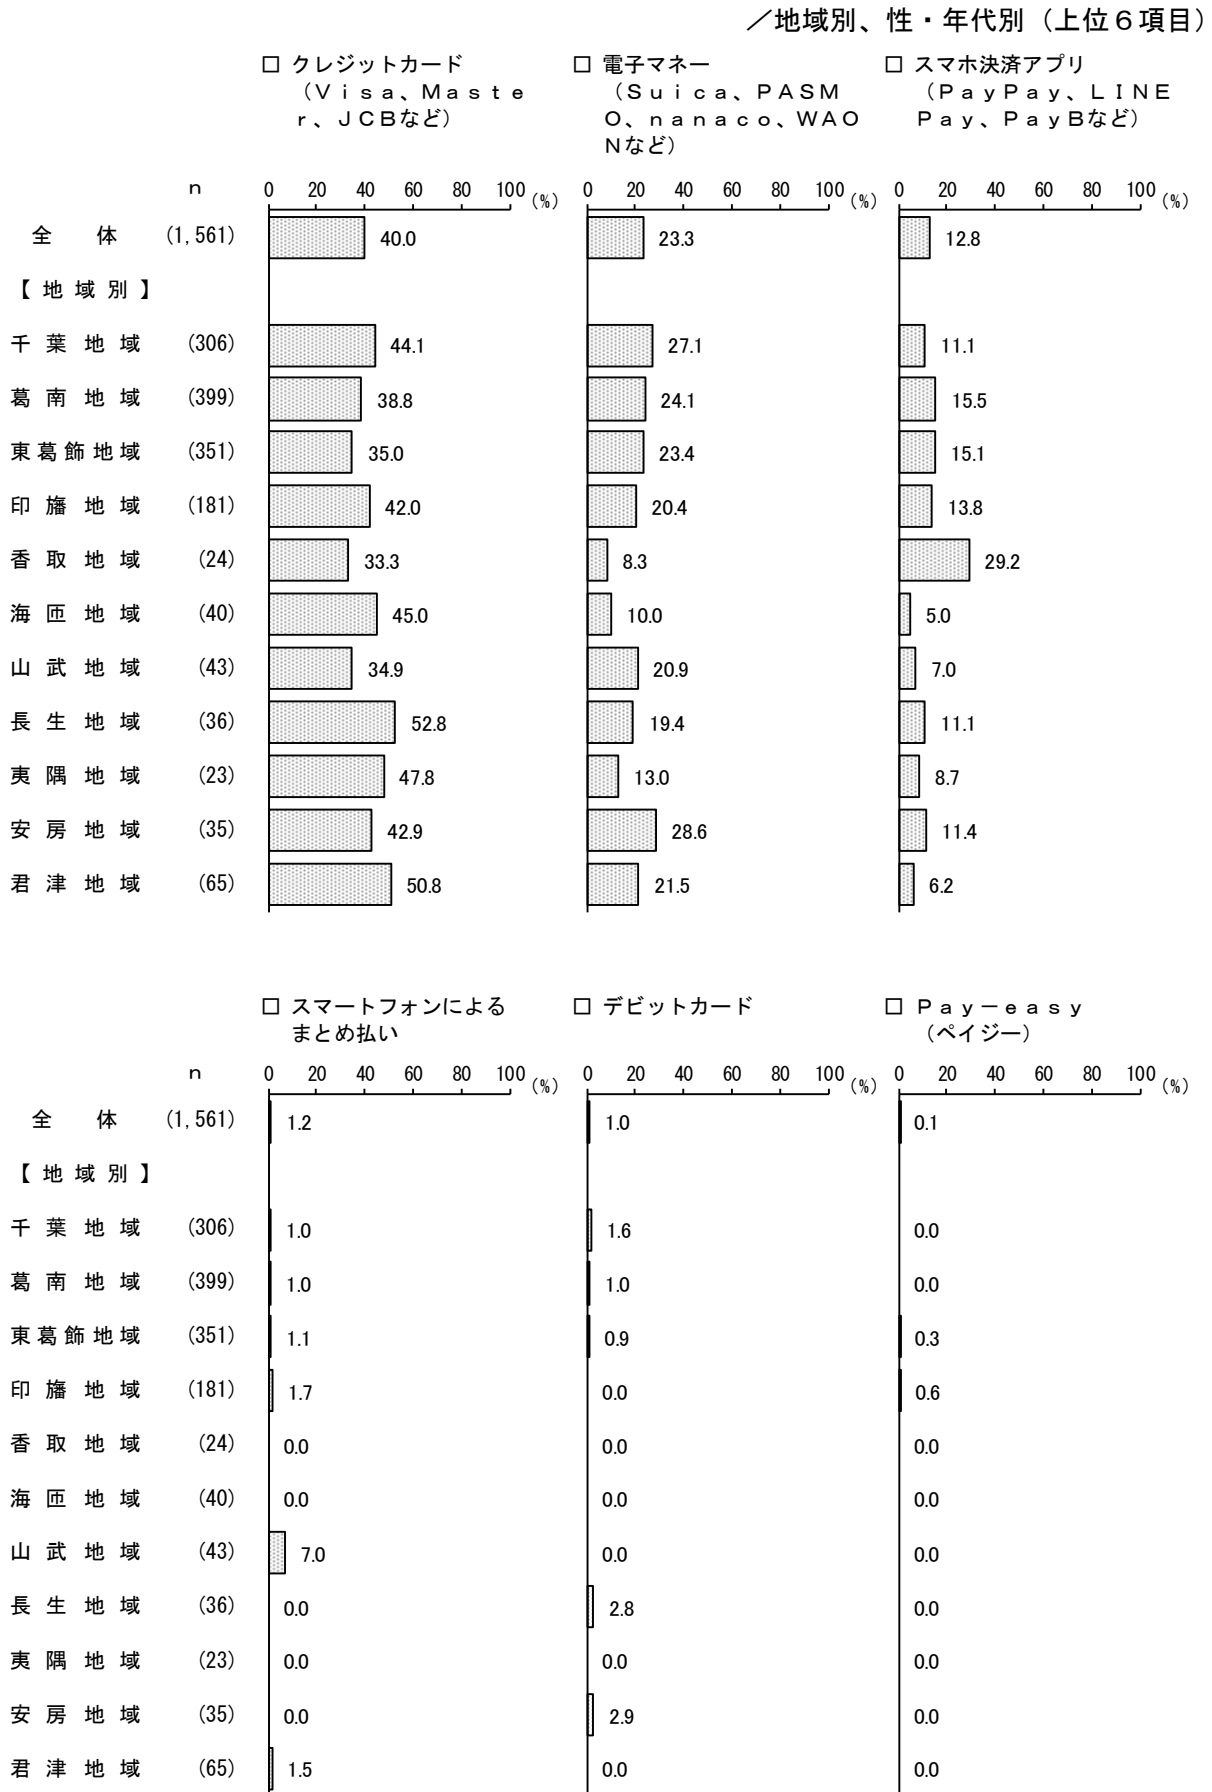 ／地域別、性・年代別（上位６項目）
□ クレジットカード
（Ｖｉｓａ、Ｍａｓｔｅ
ｒ、ＪＣＢなど）
□ 電子マネー
（Ｓｕｉｃａ、ＰＡＳＭ
Ｏ、ｎａｎａｃｏ、ＷＡＯ
Ｎなど）
□ スマホ決済アプリ
（ＰａｙＰａｙ、ＬＩＮＥ
Ｐａｙ、ＰａｙＢなど）
ｎ 0 20 40 60 80 100 (%) 0 20 40 60 80 100 (%) 0 20 40 60 80 100 (%)
全体 (1,561) 40.0 23.3 12.8
【地域別】
千葉地域 (306) 44.1 27.1 11.1
葛南地域 (399) 38.8 24.1 15.5
東葛飾地域 (351) 35.0 23.4 15.1
印旛地域 (181) 42.0 20.4 13.8
香取地域 (24) 33.3 8.3 29.2
海匝地域 (40) 45.0 10.0 5.0
山武地域 (43) 34.9 20.9 7.0
長生地域 (36) 52.8 19.4 11.1
夷隅地域 (23) 47.8 13.0 8.7
安房地域 (35) 42.9 28.6 11.4
君津地域 (65) 50.8 21.5 6.2
□ スマートフォンによる
まとめ払い
□ デビットカード
□ Ｐａｙ－ｅａｓｙ
（ペイジー）
ｎ 0 20 40 60 80 100 (%) 0 20 40 60 80 100 (%) 0 20 40 60 80 100 (%)
全体 (1,561) 1.2 1.0 0.1
【地域別】
千葉地域 (306) 1.0 1.6 0.0
葛南地域 (399) 1.0 1.0 0.0
東葛飾地域 (351) 1.1 0.9 0.3
印旛地域 (181) 1.7 0.0 0.6
香取地域 (24) 0.0 0.0 0.0
海匝地域 (40) 0.0 0.0 0.0
山武地域 (43) 7.0 0.0 0.0
長生地域 (36) 0.0 2.8 0.0
夷隅地域 (23) 0.0 0.0 0.0
安房地域 (35) 0.0 2.9 0.0
君津地域 (65) 1.5 0.0 0.0